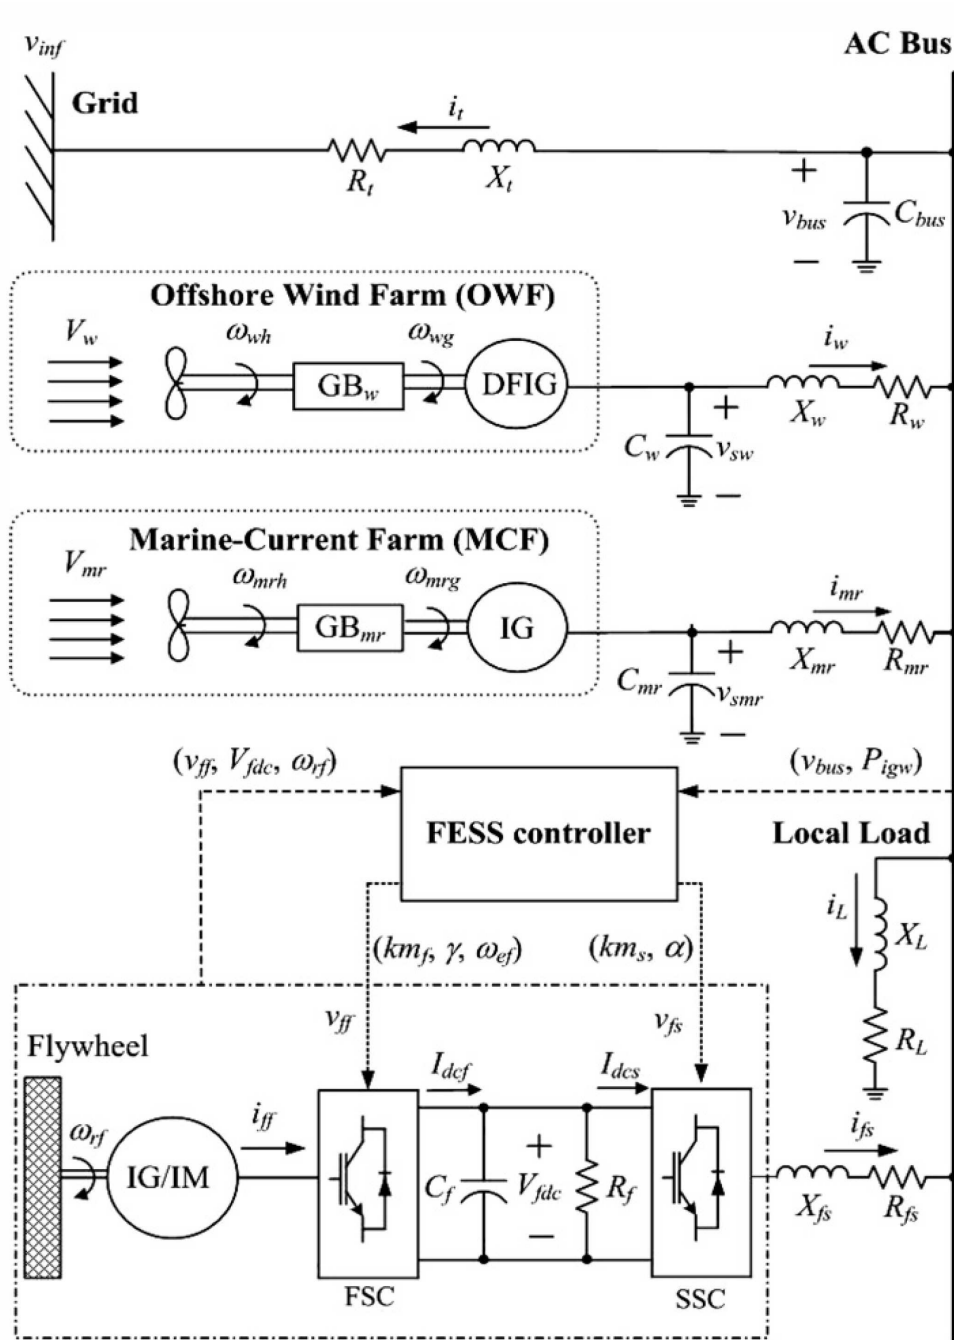 v_inf
AC Bus
Grid
i_t
R_t
X_t
+
v_bus
C_bus
−
Offshore Wind Farm (OWF)
V_w
ω_wh
ω_wg
i_w
GB_w
DFIG
+
X_w
R_w
C_w
v_sw
−
Marine-Current Farm (MCF)
V_mr
ω_mrh
ω_mrg
i_mr
GB_mr
IG
+
X_mr
R_mr
C_mr
v_smr
−
(v_ff, V_fdc, ω_rf)
(v_bus, P_igw)
FESS controller
Local Load
i_L
X_L
(km_f, γ, ω_ef)
(km_s, α)
v_ff
v_fs
R_L
Flywheel
I_dcf
I_dcs
ω_rf
i_ff
i_fs
IG/IM
+
C_f
V_fdc
R_f
−
X_fs
R_fs
FSC
SSC